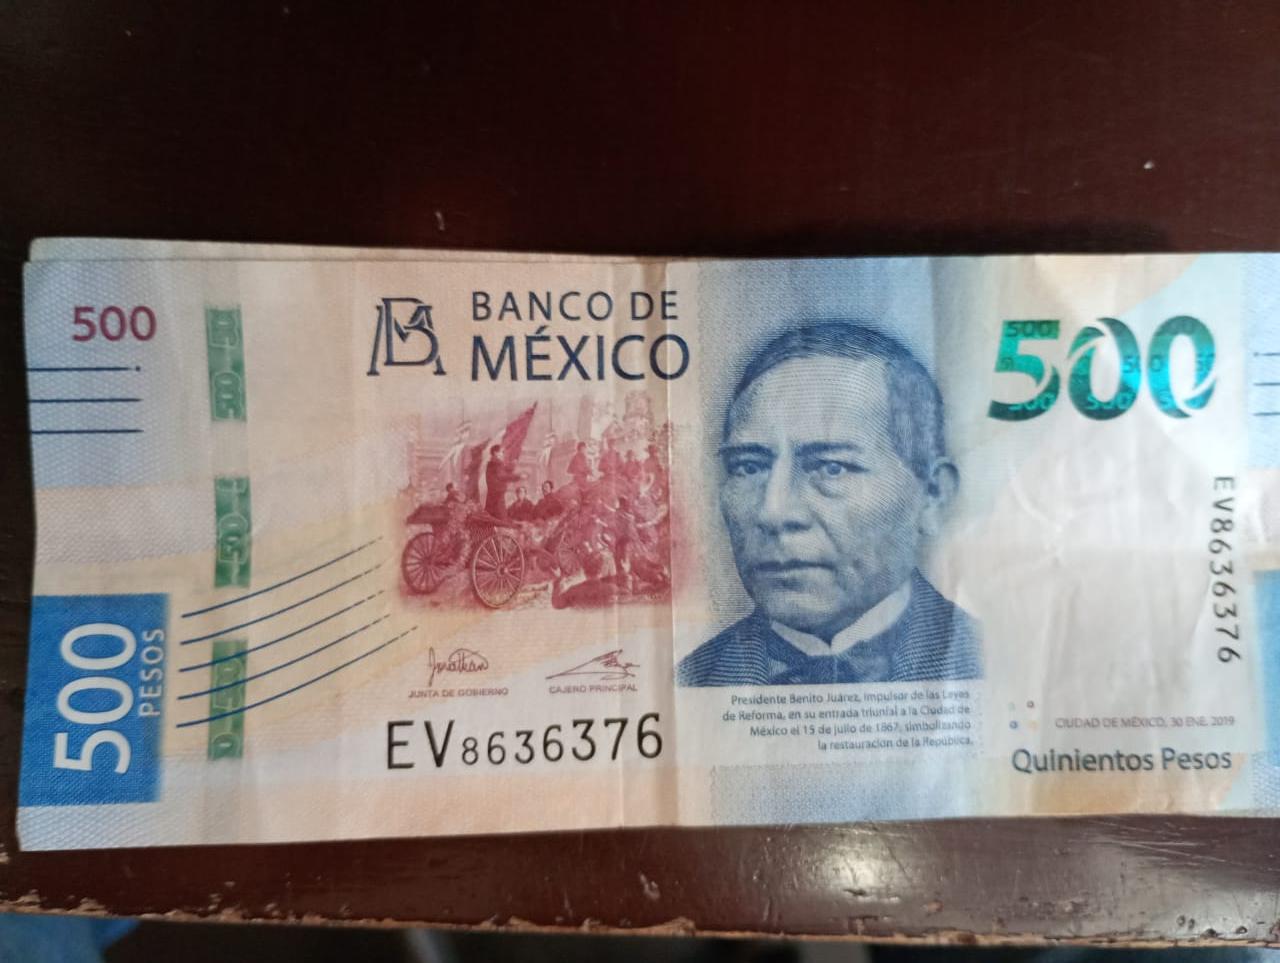 500
BANCO DE
MÉXICO
500
500
PESOS
JUNTA DE GOBIERNO
CAJERO PRINCIPAL
EV8636376
Presidente Benito Juárez, impulsor de las Leyes
de Reforma, en su entrada triunfal a la Ciudad de
México el 15 de julio de 1867, simbolizando
la restauración de la República.
EV8636376
CIUDAD DE MÉXICO, 30 ENE. 2019
Quinientos Pesos